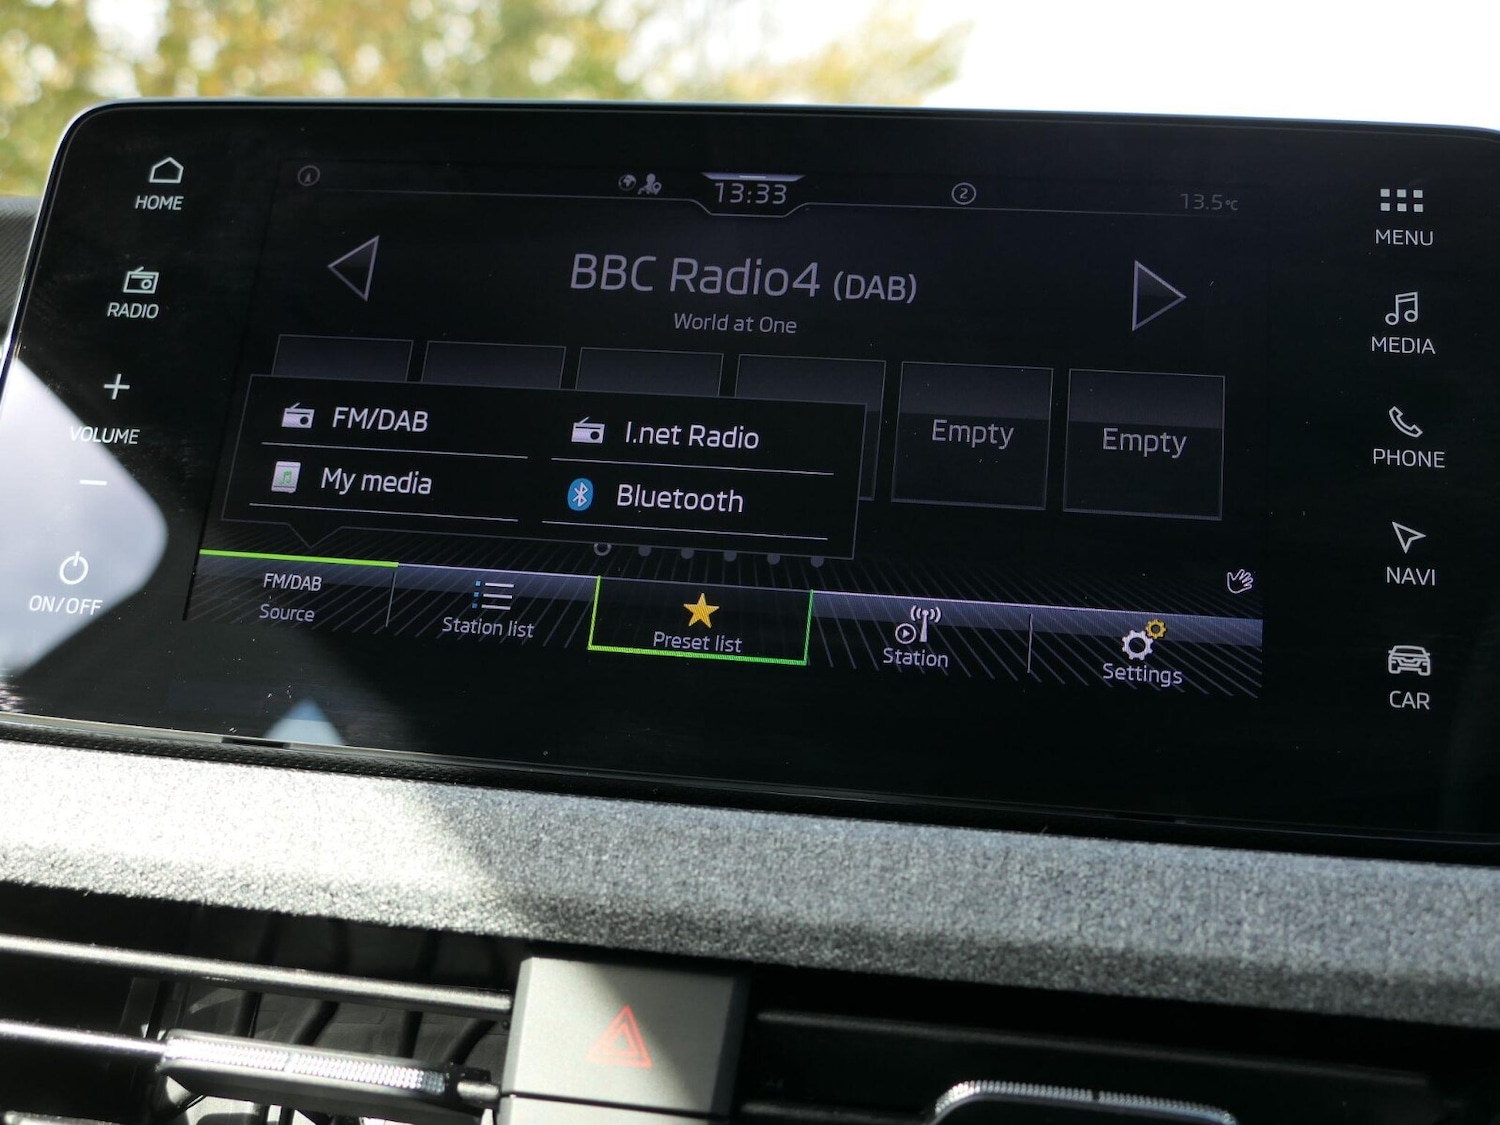 HOME
RADIO
+
VOLUME
−
ON/OFF
13:33
2
13.5°C
BBC Radio4 (DAB)
World at One
FM/DAB
I.net Radio
My media
Bluetooth
Empty
Empty
FM/DAB
Source
Station list
Preset list
Station
Settings
MENU
MEDIA
PHONE
NAVI
CAR